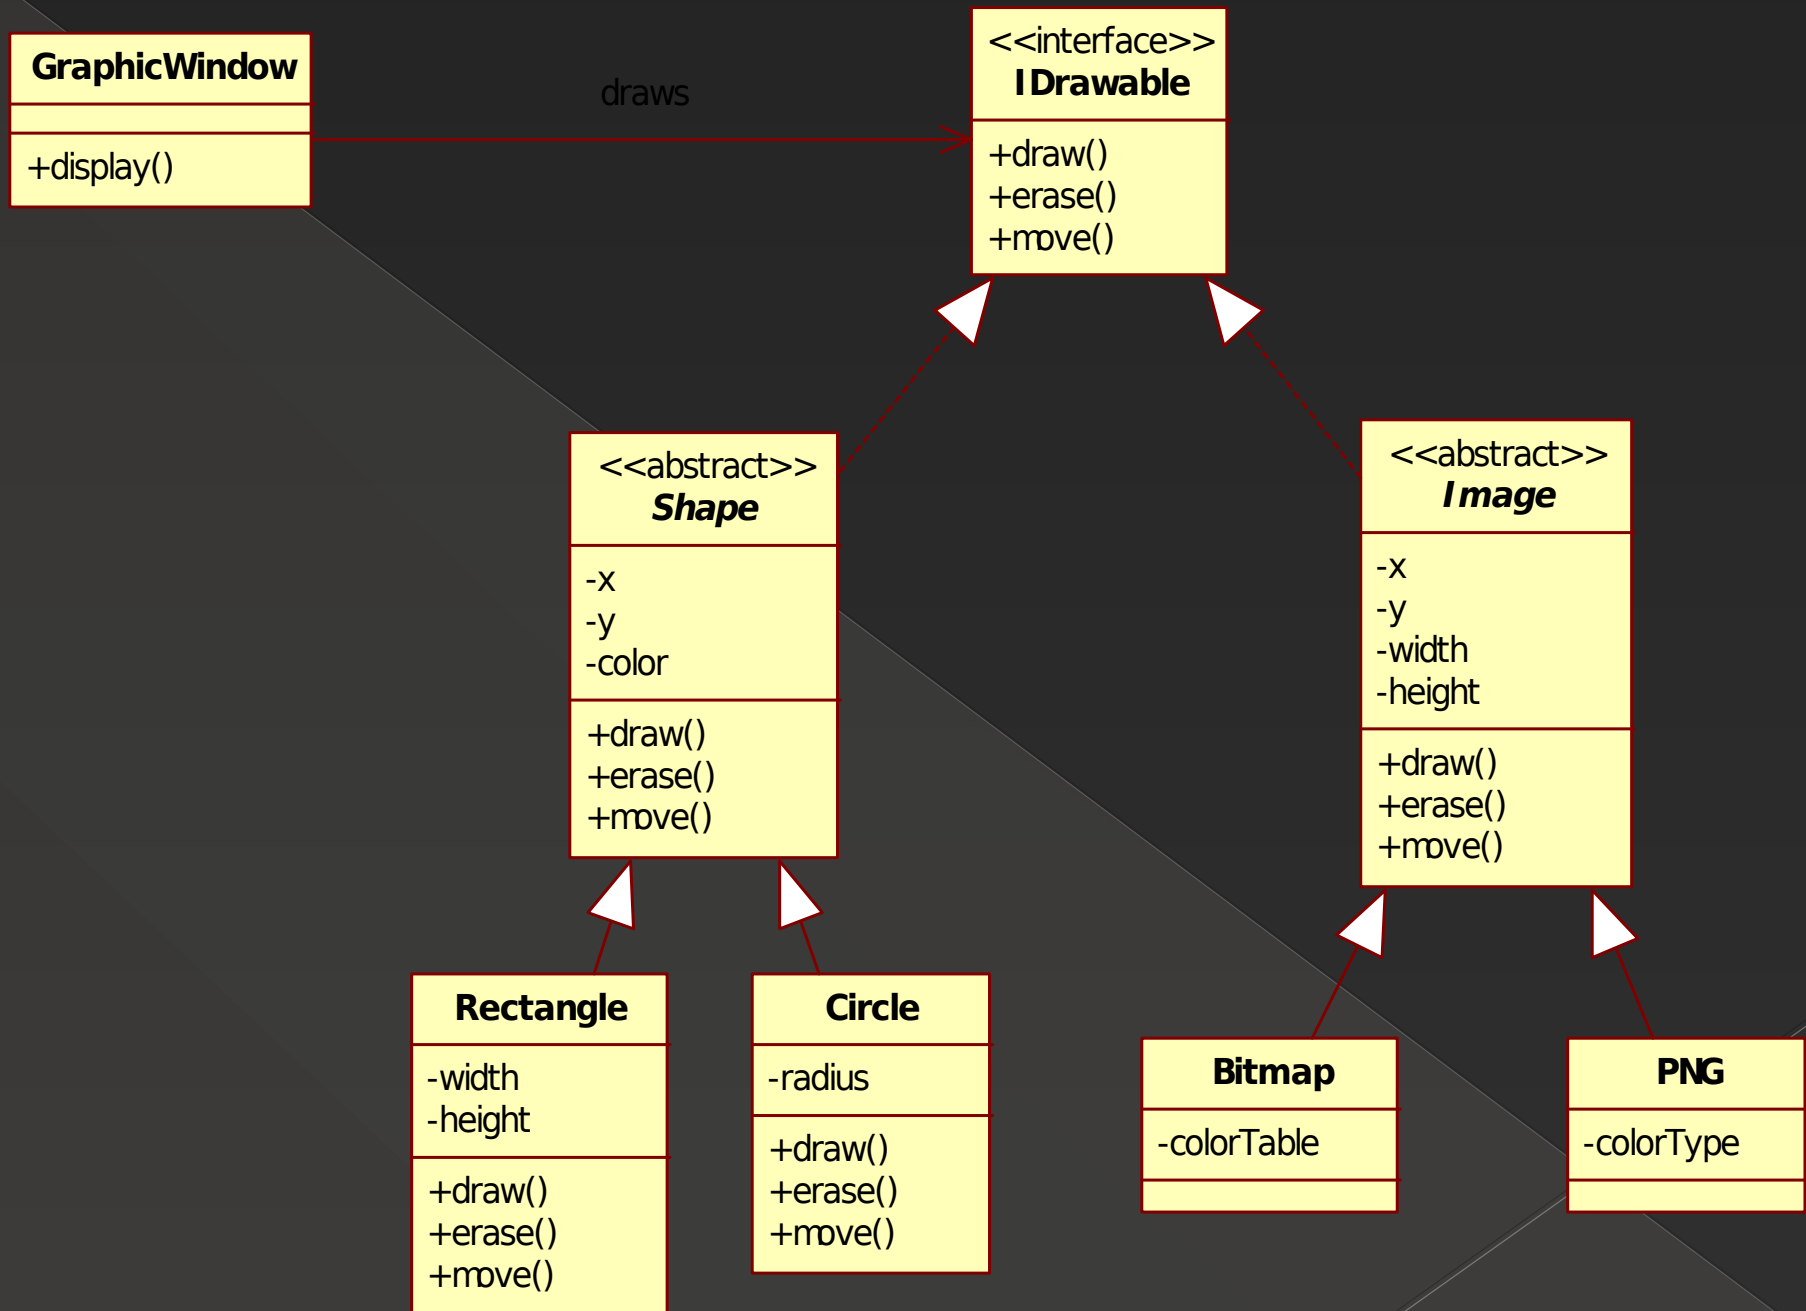 GraphicWindow
+display()
draws
<<interface>>
IDrawable
+draw()
+erase()
+move()
<<abstract>>
Shape
-x
-y
-color
+draw()
+erase()
+move()
<<abstract>>
Image
-x
-y
-width
-height
+draw()
+erase()
+move()
Rectangle
-width
-height
+draw()
+erase()
+move()
Circle
-radius
+draw()
+erase()
+move()
Bitmap
-colorTable
PNG
-colorType